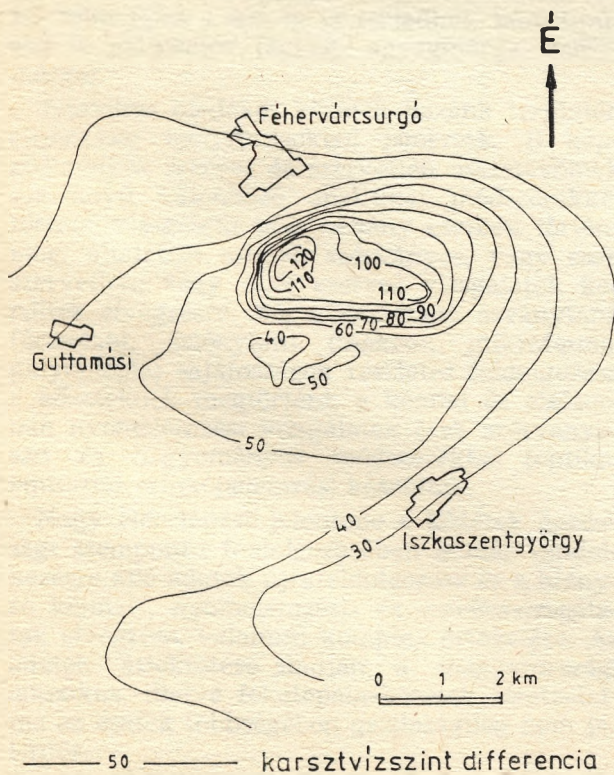 É
Féhervárcsurgó
120
110
100
110
90
80
70
60
40
50
Guttamási
50
40
30
Iszkaszentgyörgy
0 1 2 km
50 karsztvízszint differencia